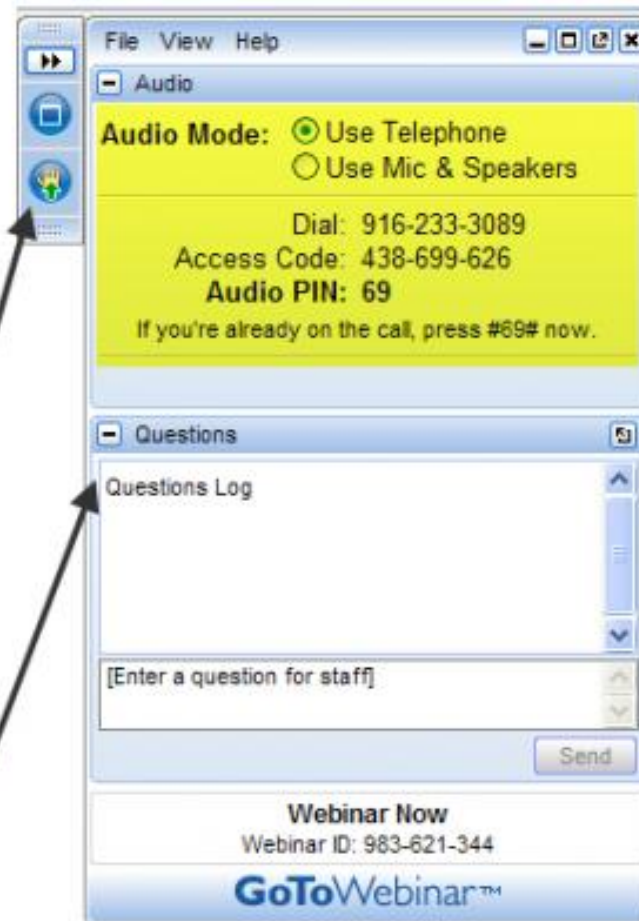 File View Help
Audio
Audio Mode: Use Telephone
Use Mic & Speakers
Dial: 916-233-3089
Access Code: 438-699-626
Audio PIN: 69
If you're already on the call, press #69# now.
Questions
Questions Log
[Enter a question for staff]
Send
Webinar Now
Webinar ID: 983-621-344
GoToWebinar™